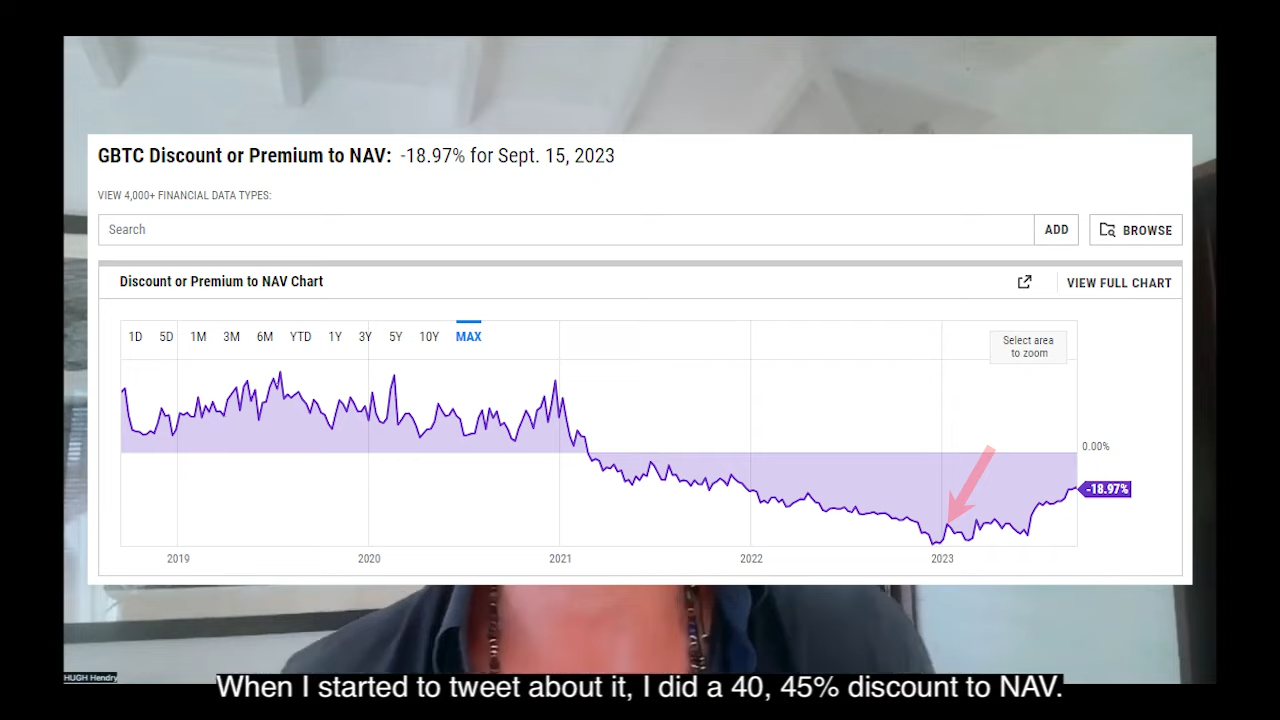 GBTC Discount or Premium to NAV: -18.97% for Sept. 15, 2023
VIEW 4,000+ FINANCIAL DATA TYPES:
Search
ADD
BROWSE
Discount or Premium to NAV Chart
VIEW FULL CHART
1D 5D 1M 3M 6M YTD 1Y 3Y 5Y 10Y MAX
Select area
to zoom
0.00%
-18.97%
2019 2020 2021 2022 2023
HUGH Hendry
When I started to tweet about it, I did a 40, 45% discount to NAV.